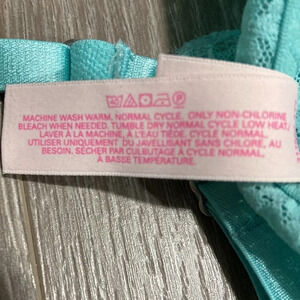 MACHINE WASH WARM, NORMAL CYCLE. ONLY NON-CHLORINE
BLEACH WHEN NEEDED. TUMBLE DRY NORMAL CYCLE LOW HEAT/
LAVER À LA MACHINE, À L'EAU TIÈDE, CYCLE NORMAL.
UTILISER UNIQUEMENT DU JAVELLISANT SANS CHLORE, AU
BESOIN. SÉCHER PAR CULBUTAGE À CYCLE NORMAL,
À BASSE TEMPÉRATURE.